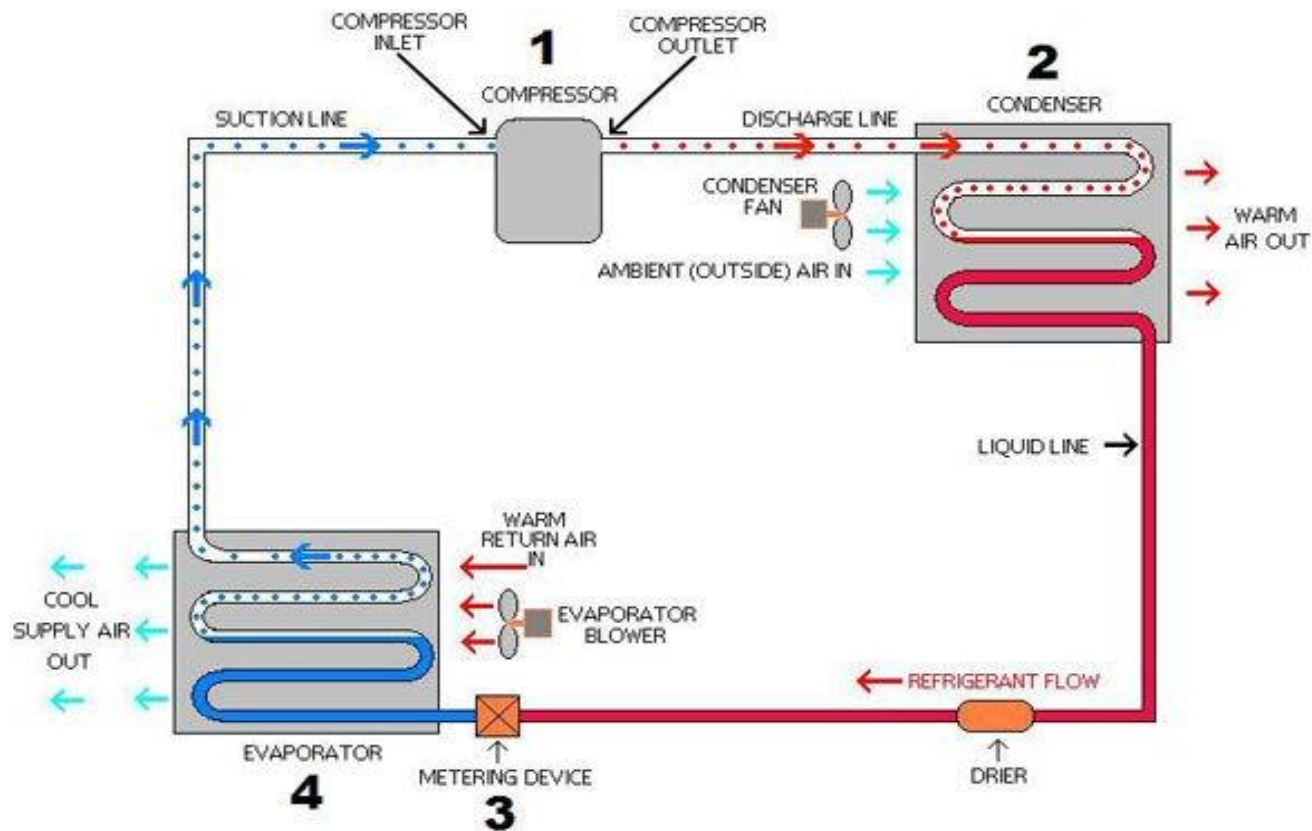 COMPRESSOR
INLET
1
COMPRESSOR
OUTLET
COMPRESSOR
2
CONDENSER
SUCTION LINE
DISCHARGE LINE
CONDENSER
FAN
WARM
AIR OUT
AMBIENT (OUTSIDE) AIR IN
LIQUID LINE
WARM
RETURN AIR
IN
COOL
SUPPLY AIR
OUT
EVAPORATOR
BLOWER
REFRIGERANT FLOW
EVAPORATOR
4
METERING DEVICE
3
DRIER